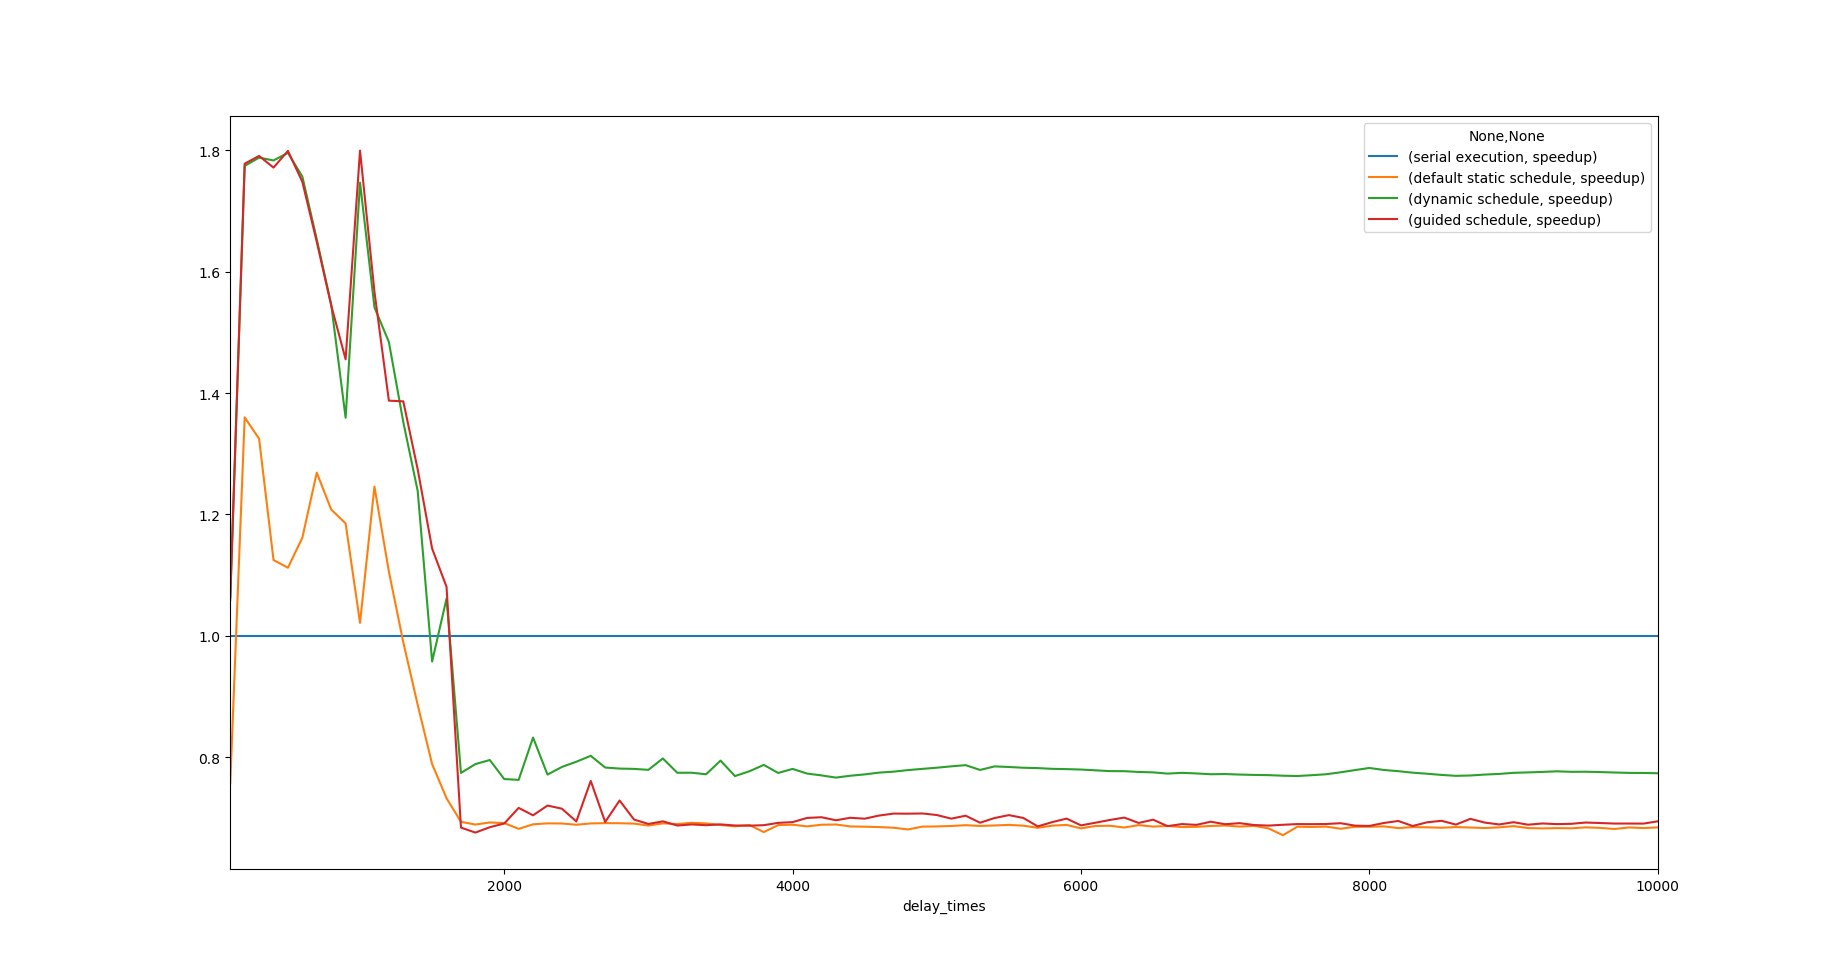 None,None
(serial execution, speedup)
(default static schedule, speedup)
(dynamic schedule, speedup)
(guided schedule, speedup)
1.8
1.6
1.4
1.2
1.0
0.8
2000 4000 6000 8000 10000
delay_times